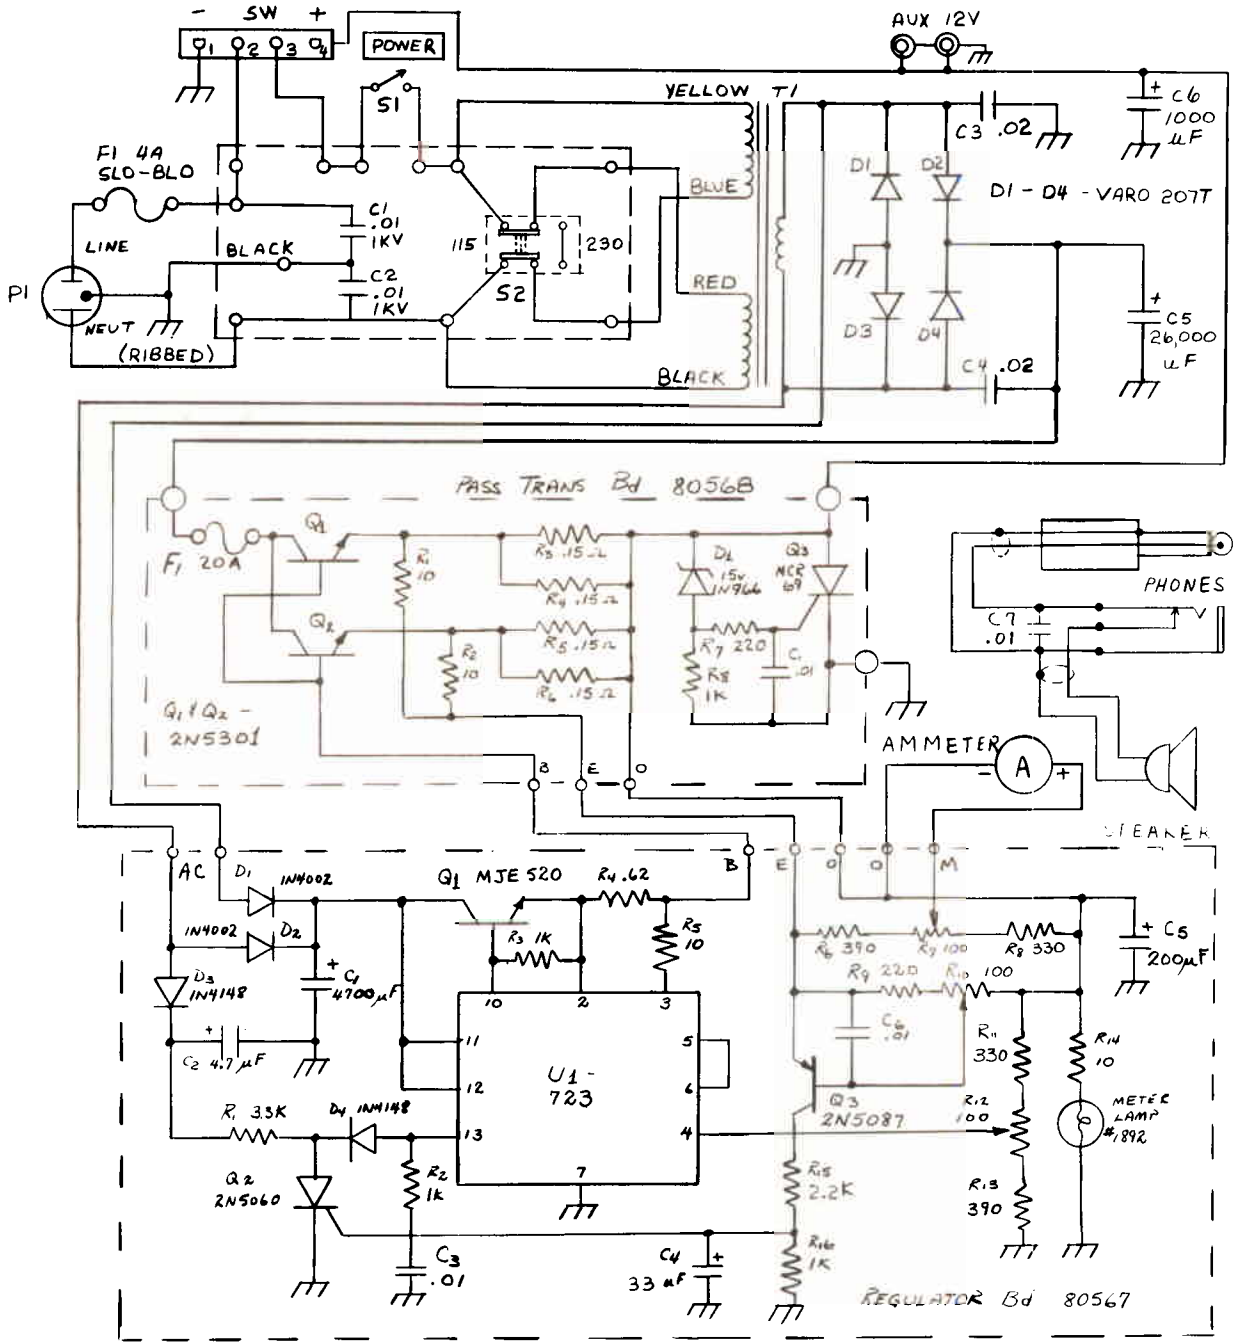 - SW +
1 2 3 4
POWER
S1
AUX 12V
YELLOW T1
C3 .02
C6
1000
µF
F1 4A
SLO-BLO
D1 D2
D1 - D4 - VARO 207T
BLUE
LINE
C1
.01
1KV
BLACK
115 230
P1
C2
.01
1KV
S2
RED
NEUT
(RIBBED)
D3 D4
C5
26,000
µF
BLACK
C4 .02
PASS TRANS Bd 80568
F1 20A
Q1
R1
10
R3 .15Ω
D1
15V
1N966
Q3
MCR
69
PHONES
R4 .15Ω
C7
.01
Q2
R2
10
R5 .15Ω
R7 220
C1
.01
R8
1K
R6 .15Ω
Q1 & Q2 -
2N5301
AMMETER
- A +
B E O
SPEAKER
AC
D1
1N4002
Q1 MJE 520
R4 .62
B E O O M
1N4002 D2
R3 1K
R5
10
R6 390
R7 100
R8 330
C5
200µF
D3
1N4148
C1
4700µF
R9 220
R10 100
10 2 3
C2 4.7µF
11
5
C6
.01
R11
330
R14
10
U1 -
723
12
6
Q3
2N5087
R12
100
METER
LAMP
#1892
R1 3.3K
D4 1N4148
13
4
7
Q2
2N5060
R2
1K
R15
2.2K
R13
390
C3
.01
C4
33µF
R16
1K
REGULATOR Bd 80567